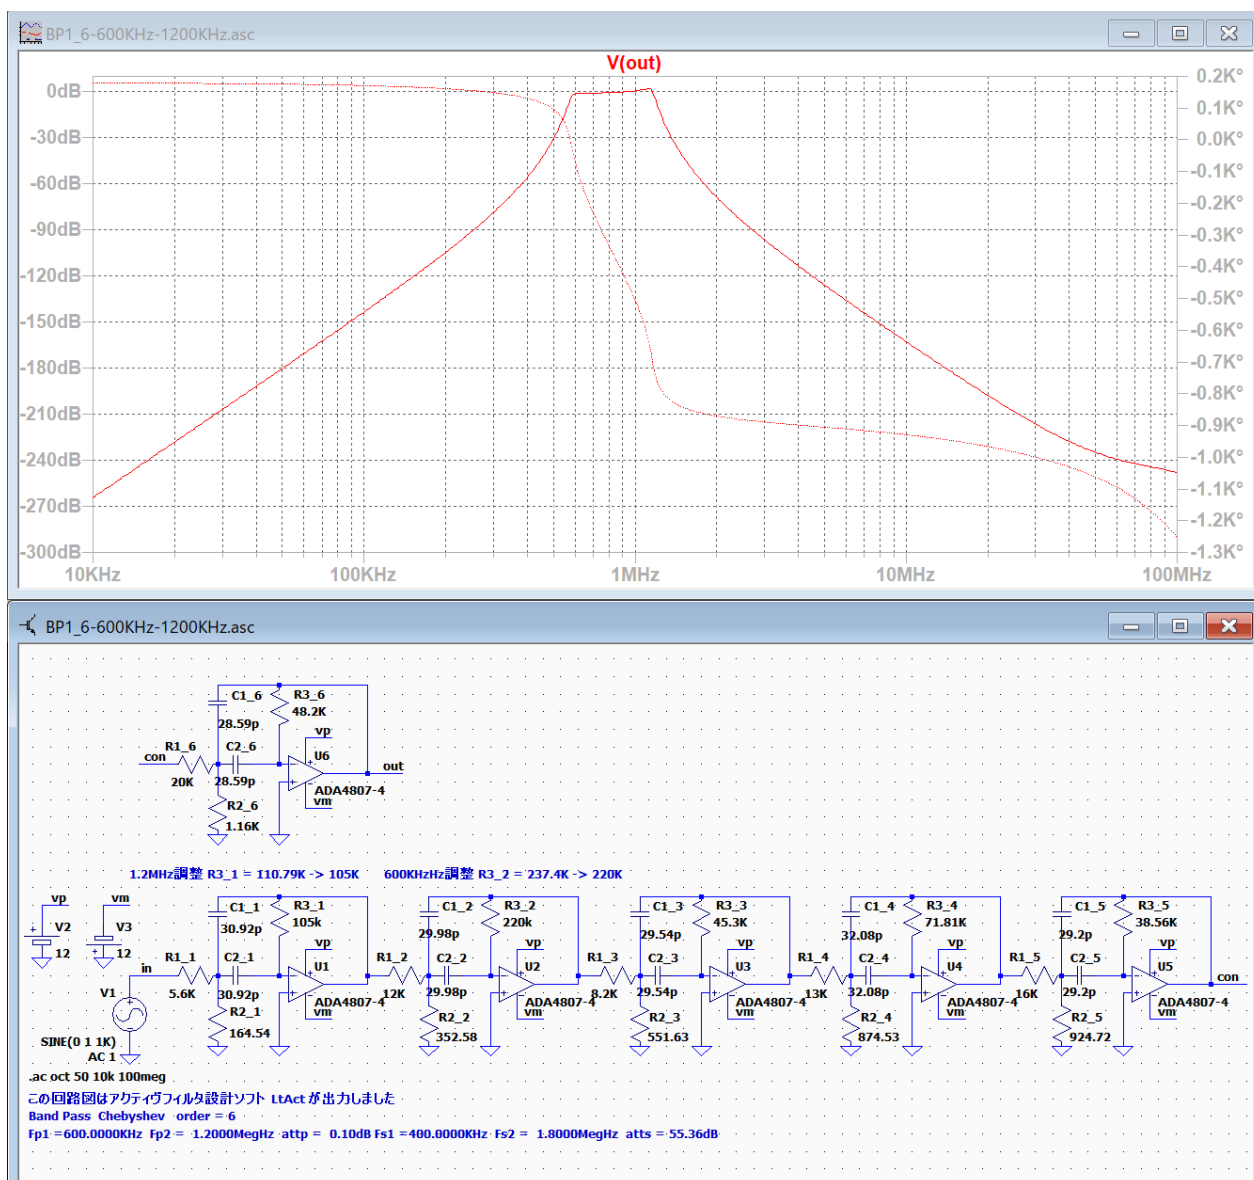 BP1_6-600KHz-1200KHz.asc
V(out)
0dB
-30dB
-60dB
-90dB
-120dB
-150dB
-180dB
-210dB
-240dB
-270dB
-300dB
0.2K°
0.1K°
0.0K°
-0.1K°
-0.2K°
-0.3K°
-0.4K°
-0.5K°
-0.6K°
-0.7K°
-0.8K°
-0.9K°
-1.0K°
-1.1K°
-1.2K°
-1.3K°
10KHz 100KHz 1MHz 10MHz 100MHz
BP1_6-600KHz-1200KHz.asc
C1_6
28.59p
R3_6
48.2K
con
R1_6
20K
C2_6
28.59p
vp
U6
out
ADA4807-4
vm
R2_6
1.16K
1.2MHz調整 R3_1 = 110.79K -> 105K 600KHzHz調整 R3_2 = 237.4K -> 220K
vp
V2
12
vm
V3
12
in
V1
SINE(0 1 1K)
AC 1
R1_1
5.6K
C1_1
30.92p
C2_1
30.92p
R3_1
105k
vp
U1
ADA4807-4
vm
R2_1
164.54
R1_2
12K
C1_2
29.98p
C2_2
29.98p
R3_2
220k
vp
U2
ADA4807-4
vm
R2_2
352.58
R1_3
8.2K
C1_3
29.54p
C2_3
29.54p
R3_3
45.3K
vp
U3
ADA4807-4
vm
R2_3
551.63
R1_4
13K
C1_4
32.08p
C2_4
32.08p
R3_4
71.81K
vp
U4
ADA4807-4
vm
R2_4
874.53
R1_5
16K
C1_5
29.2p
C2_5
29.2p
R3_5
38.56K
vp
U5
con
ADA4807-4
vm
R2_5
924.72
.ac oct 50 10k 100meg
この回路図はアクティヴフィルタ設計ソフト LtAct が出力しました
Band Pass Chebyshev order = 6
Fp1 =600.0000KHz Fp2 = 1.2000MegHz attp = 0.10dB Fs1 =400.0000KHz Fs2 = 1.8000MegHz atts = 55.36dB